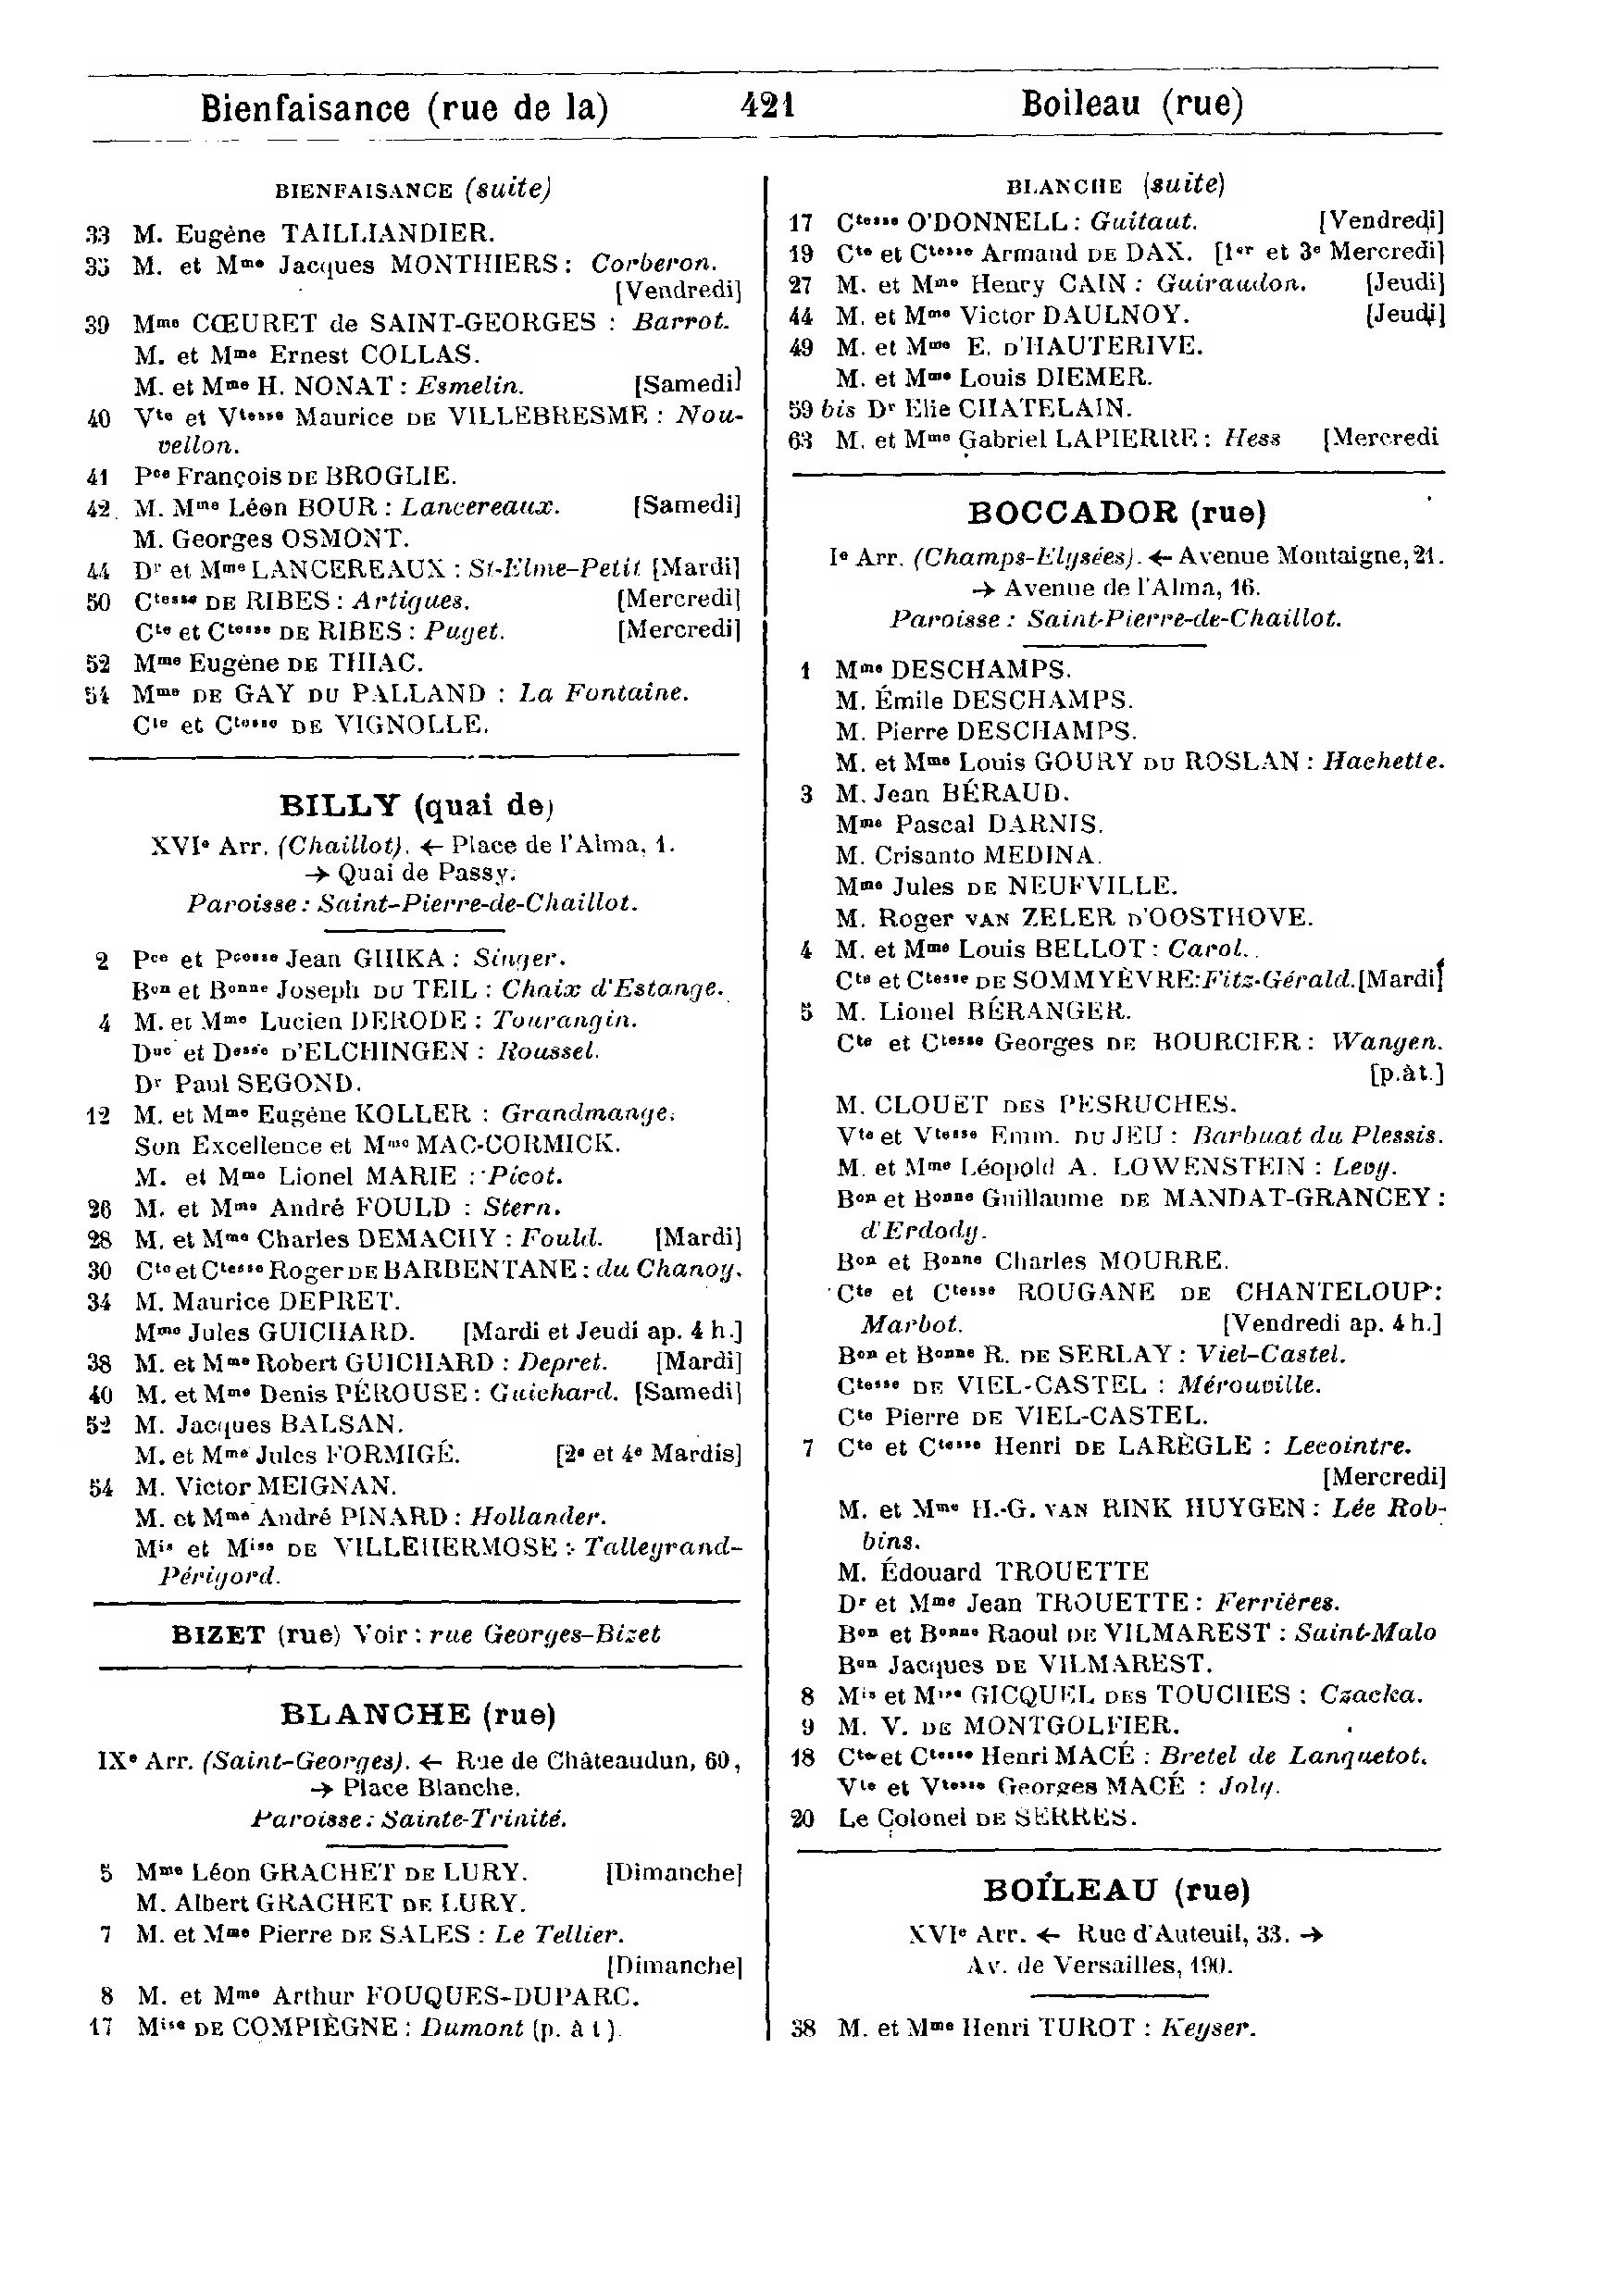 Bienfaisance (rue de la) 421 Boileau (rue)
BIENFAISANCE (suite)
33 M. Eugène TAILLIANDIER.
35 M. et Mme Jacques MONTHIERS : Corberon.
[Vendredi]
39 Mme CŒURET de SAINT-GEORGES : Barrot.
M. et Mme Ernest COLLAS.
M. et Mme H. NONAT : Esmelin. [Samedi]
40 Vte et Vtesse Maurice DE VILLEBRESME : Nou-
vellon.
41 Pce François DE BROGLIE.
42 M. Mme Léon BOUR : Lancereaux. [Samedi]
M. Georges OSMONT.
44 Dr et Mme LANCEREAUX : St-Elme-Petit [Mardi]
50 Ctesse DE RIBES : Artigues. [Mercredi]
Cte et Ctesse DE RIBES : Puget. [Mercredi]
52 Mme Eugène DE THIAC.
54 Mme DE GAY DU PALLAND : La Fontaine.
Cte et Ctesse DE VIGNOLLE.
BILLY (quai de)
XVIe Arr. (Chaillot). ← Place de l'Alma, 1.
→ Quai de Passy.
Paroisse : Saint-Pierre-de-Chaillot.
2 Pce et Pcesse Jean GHIKA : Singer.
Bon et Bonne Joseph DU TEIL : Chaix d'Estange.
4 M. et Mme Lucien DERODE : Tourangin.
Duc et Desse D'ELCHINGEN : Roussel.
Dr Paul SEGOND.
12 M. et Mme Eugène KOLLER : Grandmange.
Son Excellence et Mme MAC-CORMICK.
M. et Mme Lionel MARIE : Picot.
26 M. et Mme André FOULD : Stern.
28 M. et Mme Charles DEMACHY : Fould. [Mardi]
30 Cte et Ctesse Roger DE BARBENTANE : du Chanoy.
34 M. Maurice DEPRET.
Mme Jules GUICHARD. [Mardi et Jeudi ap. 4 h.]
38 M. et Mme Robert GUICHARD : Depret. [Mardi]
40 M. et Mme Denis PÉROUSE : Guichard. [Samedi]
52 M. Jacques BALSAN.
M. et Mme Jules FORMIGÉ. [2e et 4e Mardis]
54 M. Victor MEIGNAN.
M. et Mme André PINARD : Hollander.
Mis et Mise DE VILLEHERMOSE : Talleyrand-
Périgord.
BIZET (rue) Voir : rue Georges-Bizet
BLANCHE (rue)
IXe Arr. (Saint-Georges). ← Rue de Châteaudun, 60,
→ Place Blanche.
Paroisse : Sainte-Trinité.
5 Mme Léon GRACHET DE LURY. [Dimanche]
M. Albert GRACHET DE LURY.
7 M. et Mme Pierre DE SALES : Le Tellier.
[Dimanche]
8 M. et Mme Arthur FOUQUES-DUPARC.
17 Mise DE COMPIÈGNE : Dumont (p. à t).
BLANCHE (suite)
17 Ctesse O'DONNELL : Guitaut. [Vendredi]
19 Cte et Ctesse Armand DE DAX. [1er et 3e Mercredi]
27 M. et Mme Henry CAIN : Guiraudon. [Jeudi]
44 M. et Mme Victor DAULNOY. [Jeudi]
49 M. et Mme E. D'HAUTERIVE.
M. et Mme Louis DIEMER.
59 bis Dr Elie CHATELAIN.
63 M. et Mme Gabriel LAPIERRE : Hess [Mercredi
BOCCADOR (rue)
Ie Arr. (Champs-Elysées). ← Avenue Montaigne, 21.
→ Avenue de l'Alma, 16.
Paroisse : Saint-Pierre-de-Chaillot.
1 Mme DESCHAMPS.
M. Émile DESCHAMPS.
M. Pierre DESCHAMPS.
M. et Mme Louis GOURY DU ROSLAN : Hachette.
3 M. Jean BÉRAUD.
Mme Pascal DARNIS.
M. Crisanto MEDINA.
Mme Jules DE NEUFVILLE.
M. Roger VAN ZELER D'OOSTHOVE.
4 M. et Mme Louis BELLOT : Carol.
Cte et Ctesse DE SOMMYÈVRE : Fitz-Gérald. [Mardi]
5 M. Lionel BÉRANGER.
Cte et Ctesse Georges DE BOURCIER : Wangen.
[p. à t.]
M. CLOUET DES PESRUCHES.
Vte et Vtesse Emm. DU JEU : Barbuat du Plessis.
M. et Mme Léopold A. LOWENSTEIN : Levy.
Bon et Bonne Guillaume DE MANDAT-GRANCEY :
d'Erdody.
Bon et Bonne Charles MOURRE.
Cte et Ctesse ROUGANE DE CHANTELOUP :
Marbot. [Vendredi ap. 4 h.]
Bon et Bonne R. DE SERLAY : Viel-Castel.
Ctesse DE VIEL-CASTEL : Mérouville.
Cte Pierre DE VIEL-CASTEL.
7 Cte et Ctesse Henri DE LARÈGLE : Lecointre.
[Mercredi]
M. et Mme H.-G. VAN RINK HUYGEN : Lée Rob-
bins.
M. Édouard TROUETTE
Dr et Mme Jean TROUETTE : Ferrières.
Bon et Bonne Raoul DE VILMAREST : Saint-Malo
Bon Jacques DE VILMAREST.
8 Mis et Mise GICQUEL DES TOUCHES : Czacka.
9 M. V. DE MONTGOLFIER.
18 Cte et Ctesse Henri MACÉ : Bretel de Lanquetot.
Vte et Vtesse Georges MACÉ : Joly.
20 Le Colonel DE SERRES.
BOILEAU (rue)
XVIe Arr. ← Rue d'Auteuil, 33. →
Av. de Versailles, 190.
38 M. et Mme Henri TUROT : Keyser.